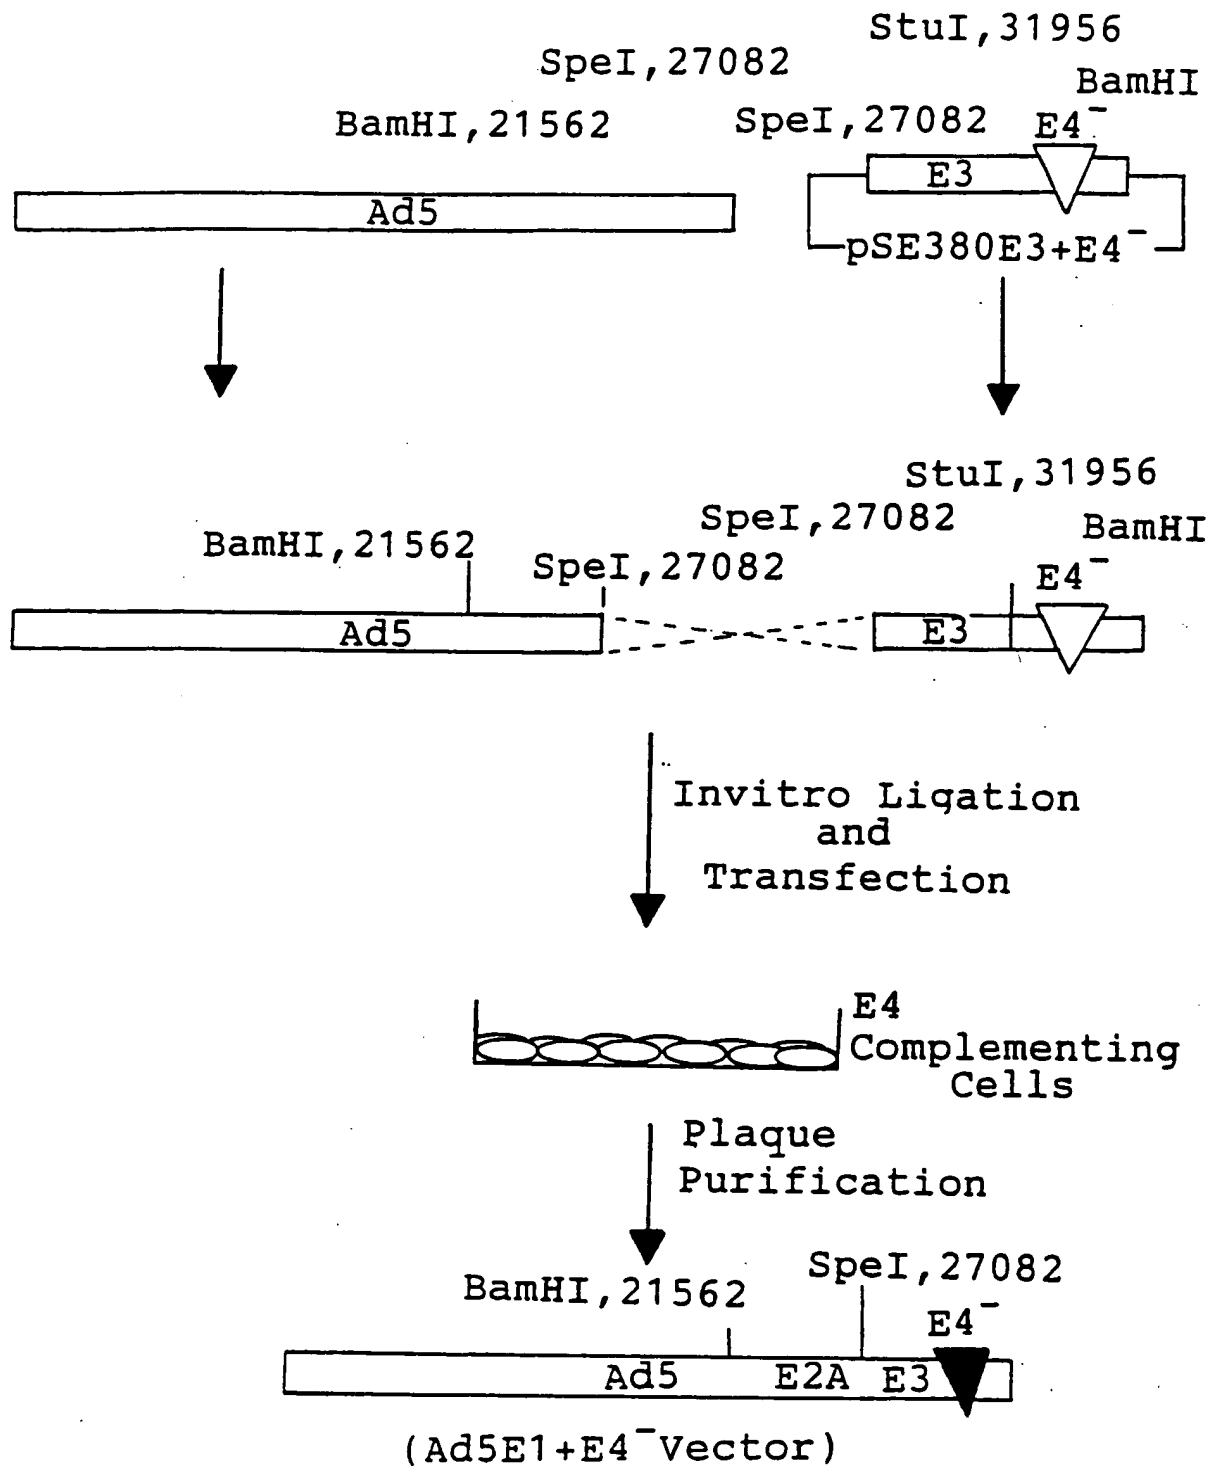 StuI,31956
SpeI,27082
BamHI
BamHI,21562
SpeI,27082
E4⁻
E3
Ad5
pSE380E3+E4⁻
StuI,31956
SpeI,27082
BamHI
BamHI,21562
SpeI,27082
E4⁻
Ad5
E3
Invitro Ligation
and
Transfection
E4
Complementing
Cells
Plaque
Purification
SpeI,27082
BamHI,21562
E4⁻
Ad5
E2A
E3
(Ad5E1+E4⁻Vector)